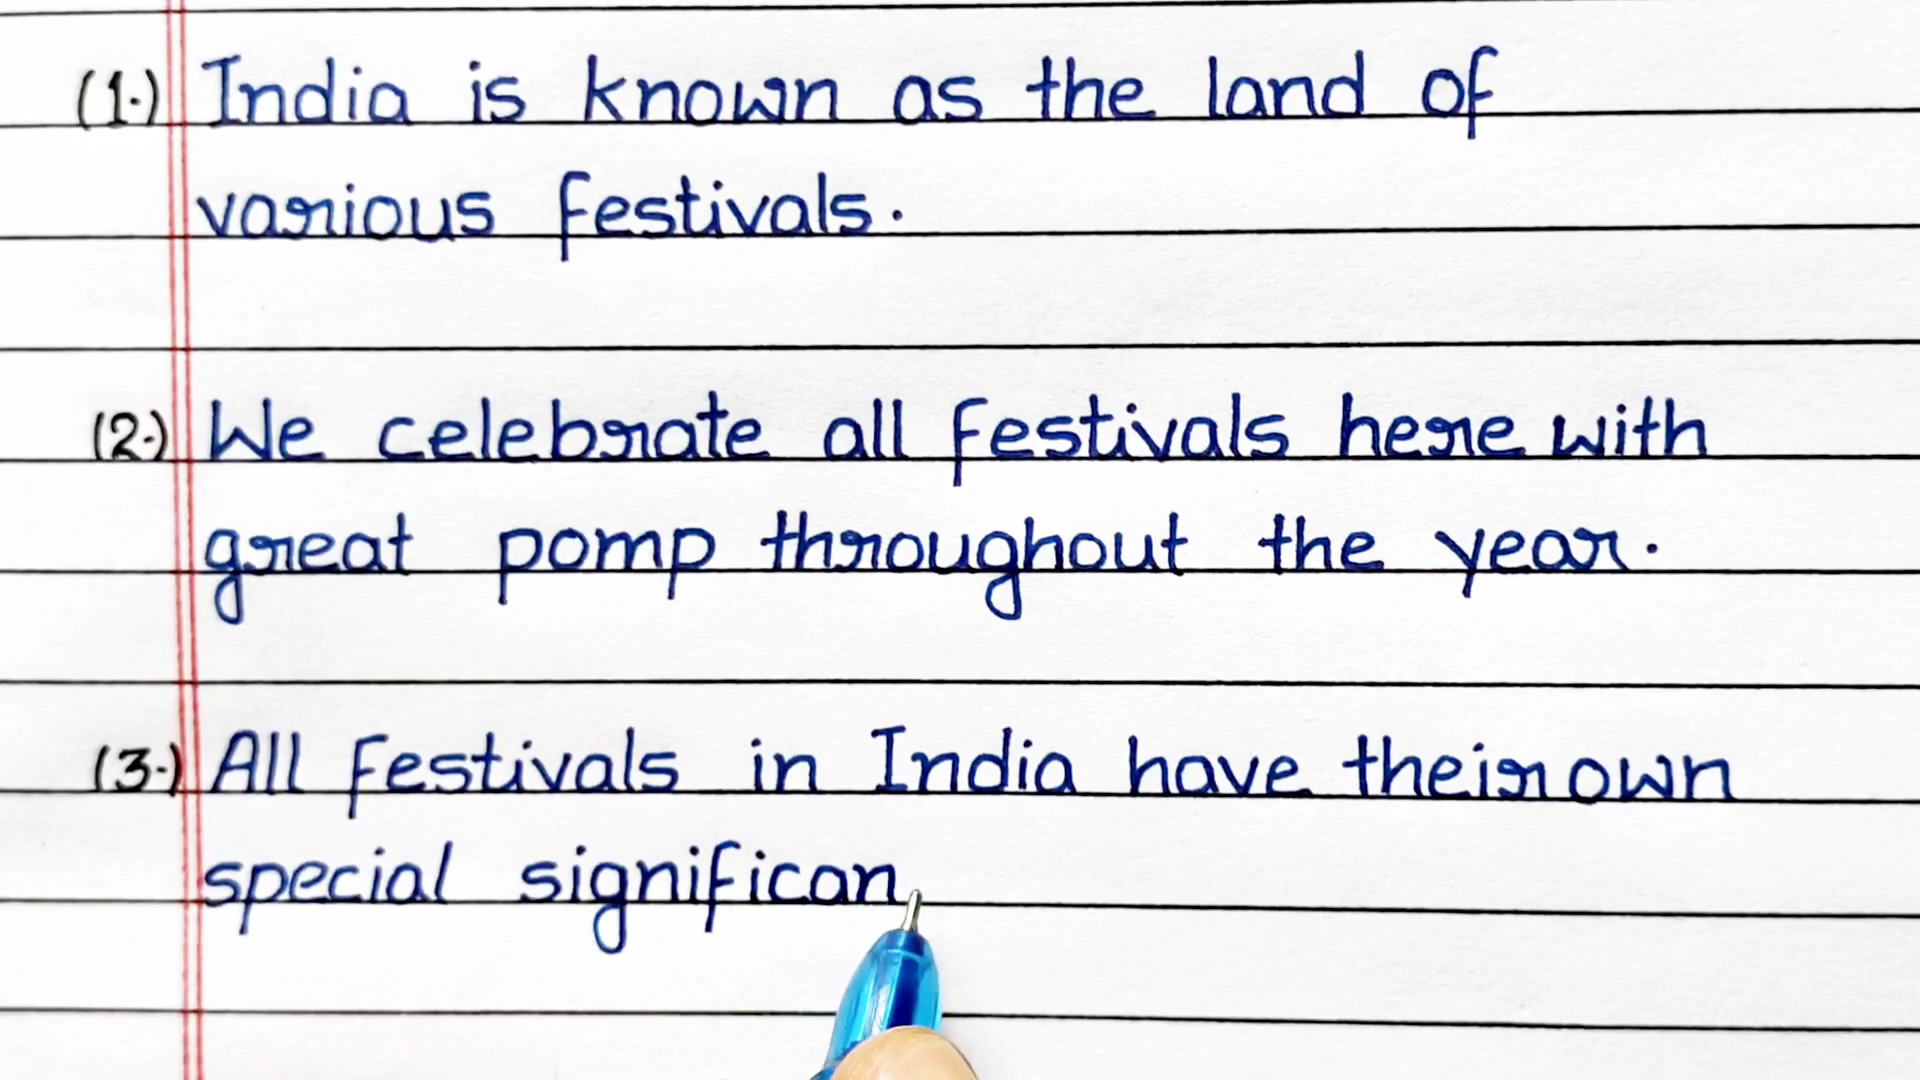 (1.) India is known as the land of
various festivals.
(2.) We celebrate all festivals here with
great pomp throughout the year.
(3.) All festivals in India have their own
special significan